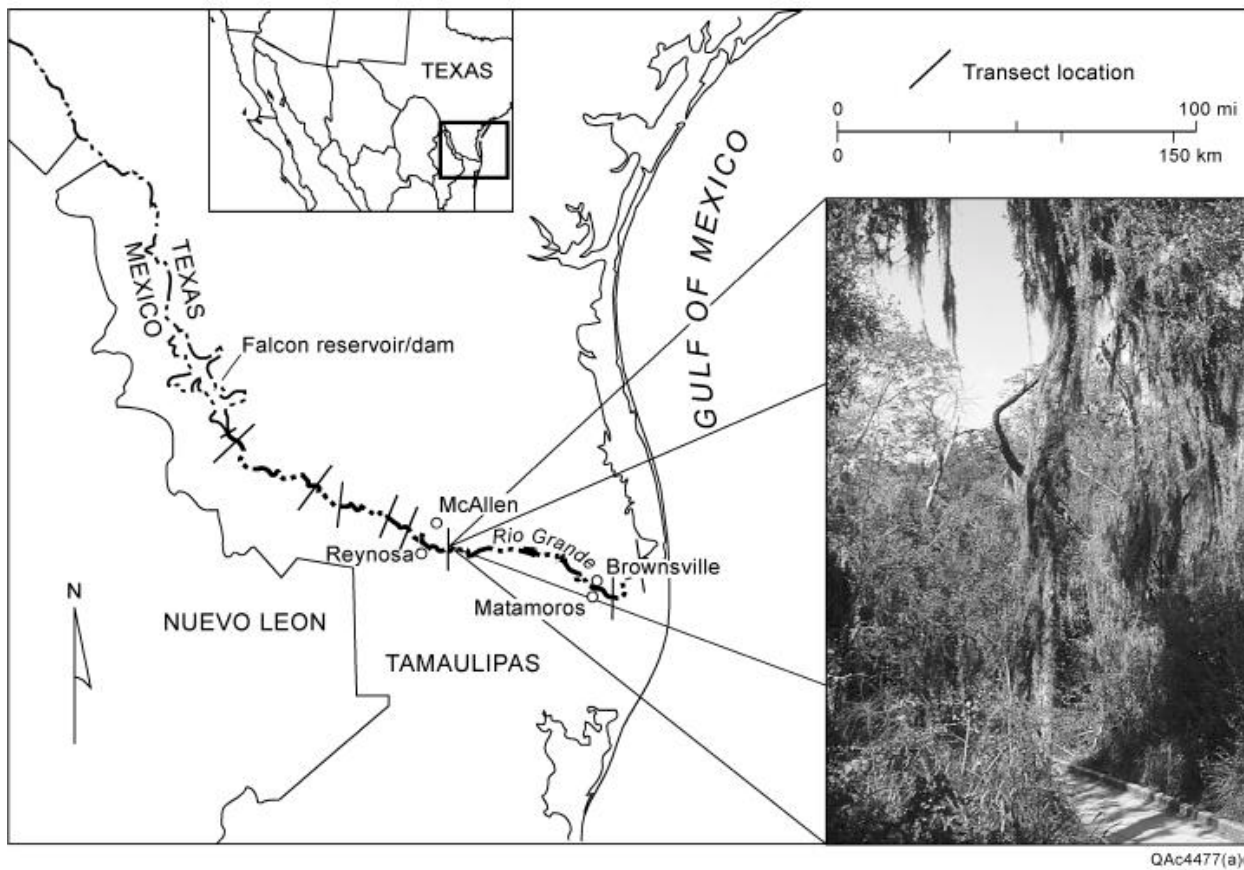 TEXAS
Transect location
0 100 mi
0 150 km
GULF OF MEXICO
TEXAS
MEXICO
Falcon reservoir/dam
McAllen
Rio Grande
Reynosa
Brownsville
Matamoros
N
NUEVO LEON
TAMAULIPAS
QAc4477(a)c